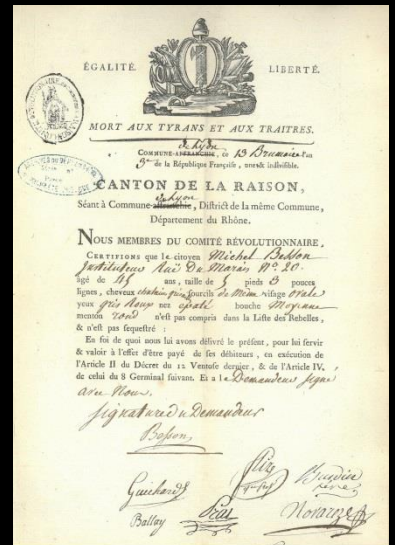 ÉGALITÉ. LIBERTÉ.
MORT AUX TYRANS ET AUX TRAITRES.
de Lyon
COMMUNE-AFFRANCHIE, ce 13 Brumaire l'an
3e de la République Française, une & indivisible.
CANTON DE LA RAISON,
de Lyon
Séant à Commune-affranchie, District de la même Commune,
Département du Rhône.
NOUS MEMBRES DU COMITÉ RÉVOLUTIONNAIRE,
CERTIFIONS que le citoyen Michel Besson
Instituteur Rue Du Marais No. 20.
âgé de 45 ans, taille de 5 pieds 3 pouces
lignes, cheveux chatain gris sourcils de même visage ovale
yeux gris Roux nez épaté bouche Moyenne
menton rond n'est pas compris dans la Liste des Rebelles,
& n'est pas sequestré :
En foi de quoi nous lui avons délivré le présent, pour lui servir
& valoir à l'effet d'être payé de ses débiteurs, en exécution de
l'Article II du Décret du 12 Ventose dernier, & de l'Article IV,
de celui du 8 Germinal suivant. Et a le Demandeur signé
avec Nous.
signature du Demandeur
Besson
Guichard
Ballay